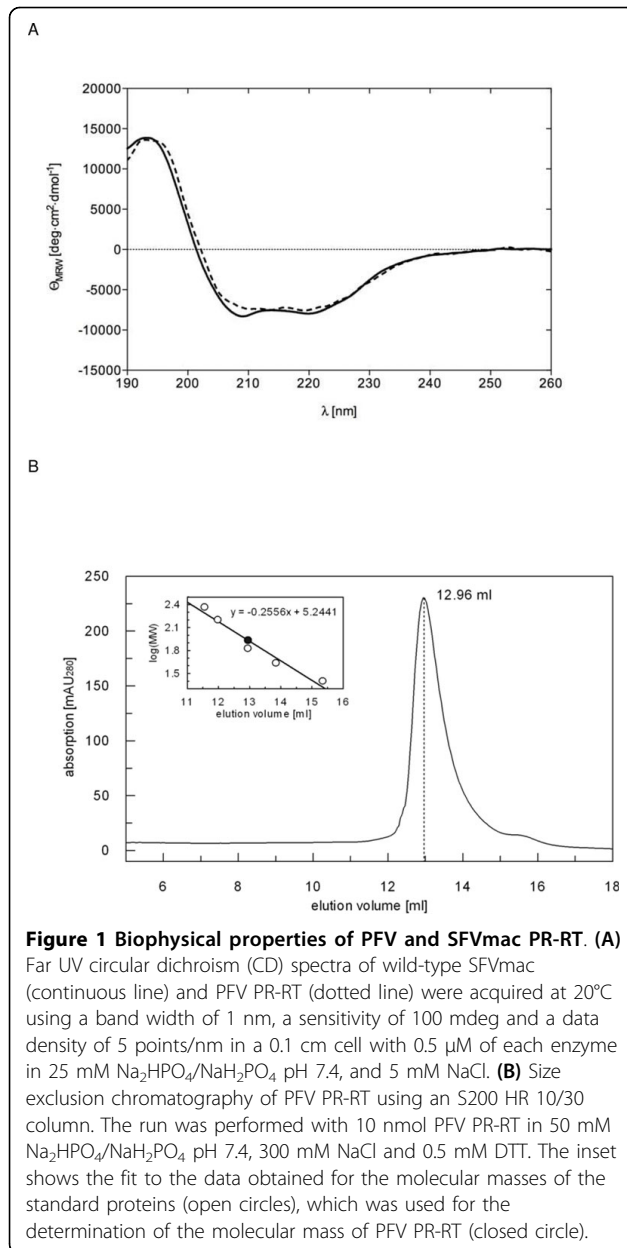 A
20000
15000
10000
5000
0
-5000
-10000
-15000
Θ_MRW [deg·cm²·dmol⁻¹]
190 200 210 220 230 240 250 260
λ [nm]
B
250
225
200
175
150
125
100
75
50
25
0
absorption [mAU₂₈₀]
12.96 ml
2.4
2.1
1.8
1.5
log(MW)
y = -0.2556x + 5.2441
11 12 13 14 15 16
elution volume [ml]
6 8 10 12 14 16 18
elution volume [ml]
Figure 1 Biophysical properties of PFV and SFVmac PR-RT. (A)
Far UV circular dichroism (CD) spectra of wild-type SFVmac
(continuous line) and PFV PR-RT (dotted line) were acquired at 20°C
using a band width of 1 nm, a sensitivity of 100 mdeg and a data
density of 5 points/nm in a 0.1 cm cell with 0.5 μM of each enzyme
in 25 mM Na₂HPO₄/NaH₂PO₄ pH 7.4, and 5 mM NaCl. (B) Size
exclusion chromatography of PFV PR-RT using an S200 HR 10/30
column. The run was performed with 10 nmol PFV PR-RT in 50 mM
Na₂HPO₄/NaH₂PO₄ pH 7.4, 300 mM NaCl and 0.5 mM DTT. The inset
shows the fit to the data obtained for the molecular masses of the
standard proteins (open circles), which was used for the
determination of the molecular mass of PFV PR-RT (closed circle).